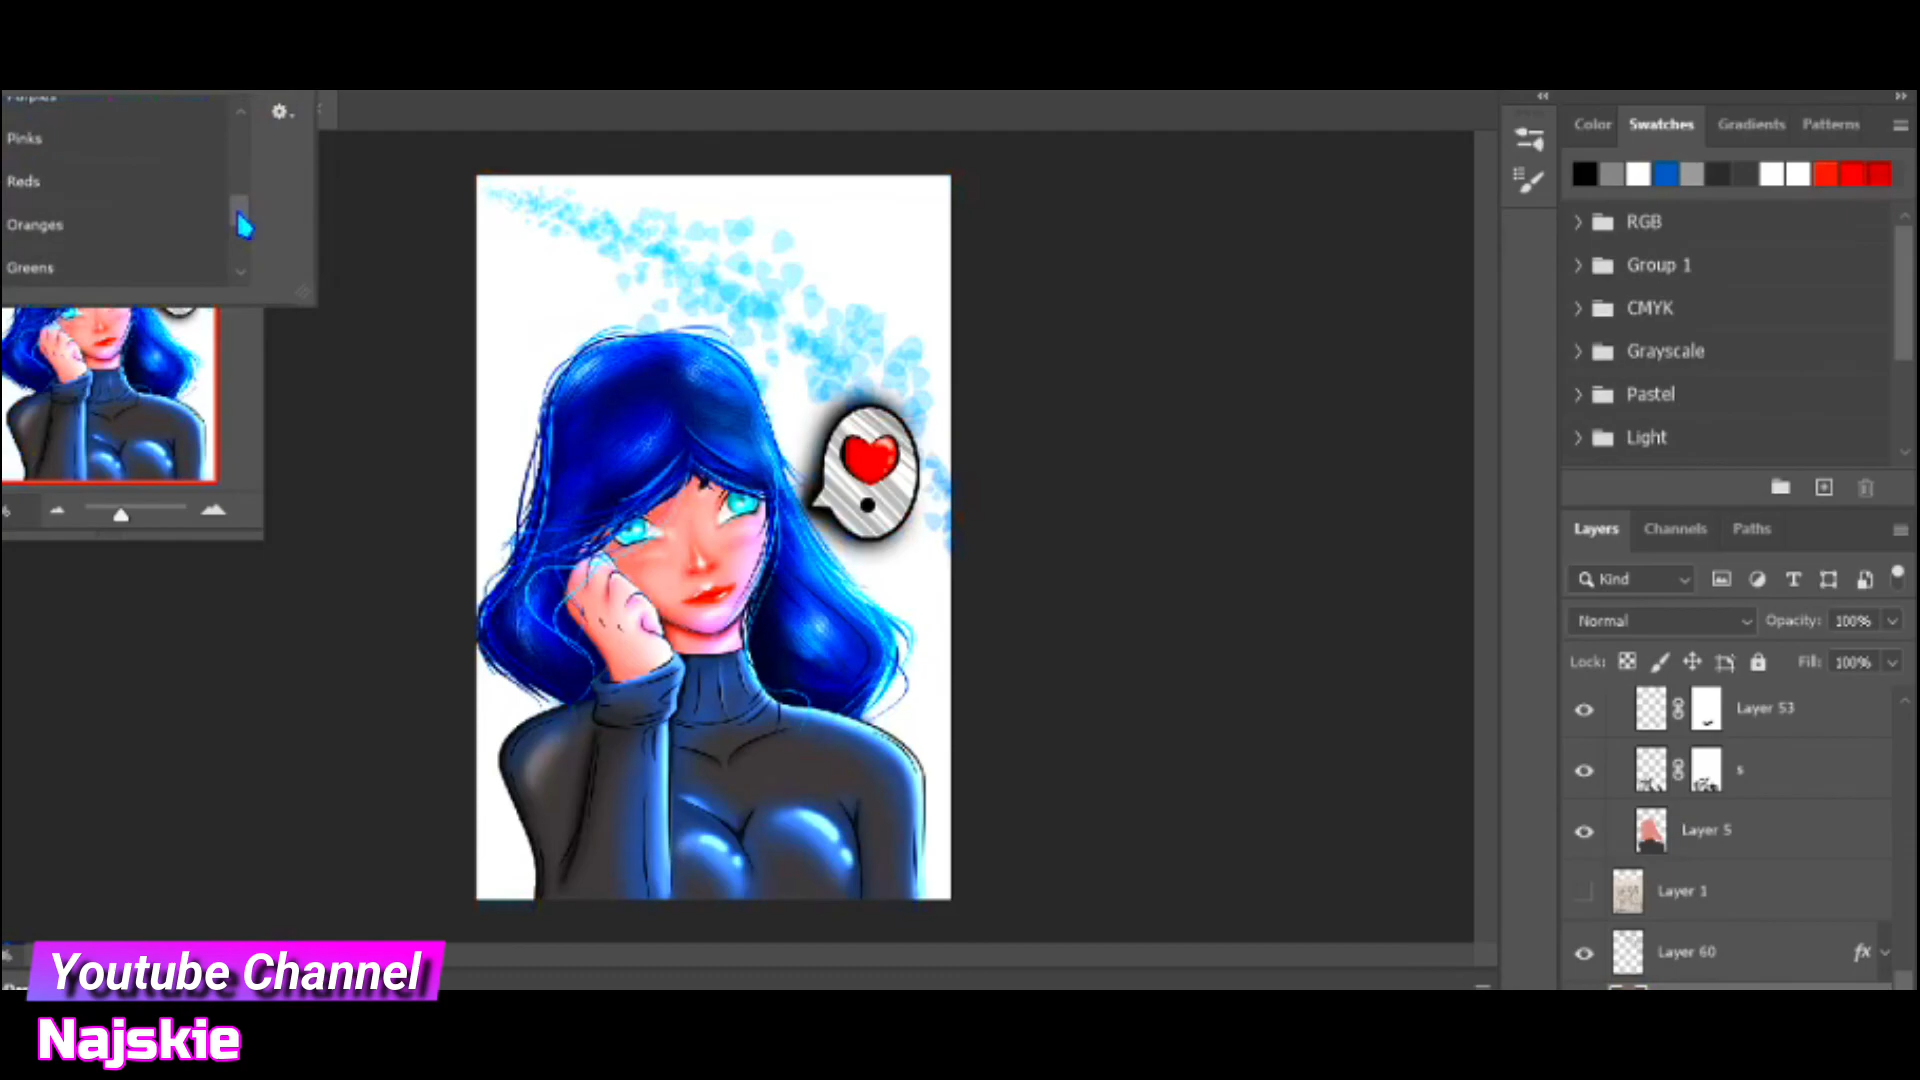 Purples
Pinks
Reds
Oranges
Greens
Color Swatches Gradients Patterns
RGB
Group 1
CMYK
Grayscale
Pastel
Light
Layers Channels Paths
Kind
Normal Opacity: 100%
Lock: Fill: 100%
Layer 53
s
Layer 5
Layer 1
Layer 60 fx
Youtube Channel
Najskie